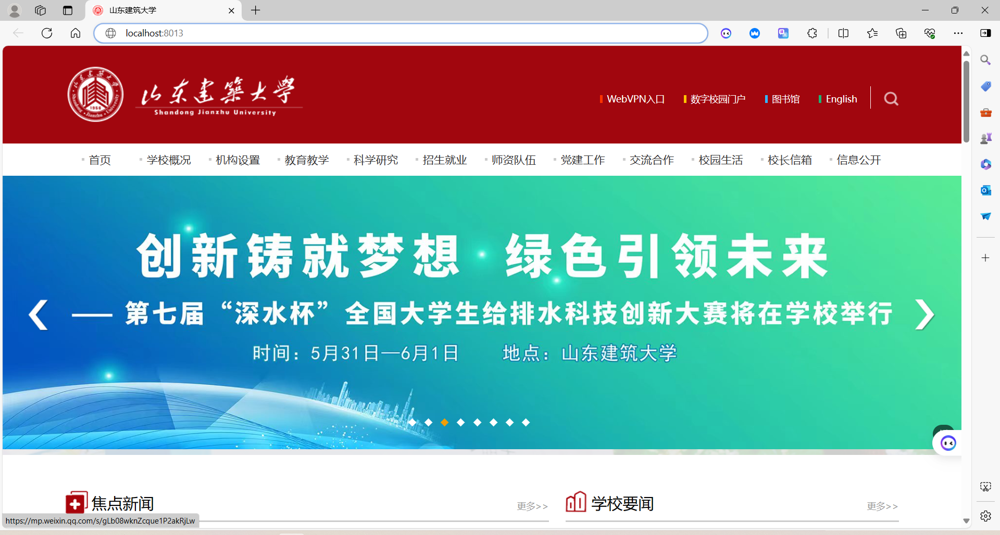 山东建筑大学
localhost:8013
山东建筑大学
Shandong Jianzhu University
1956
WebVPN入口
数字校园门户
图书馆
English
首页
学校概况
机构设置
教育教学
科学研究
招生就业
师资队伍
党建工作
交流合作
校园生活
校长信箱
信息公开
创新铸就梦想 绿色引领未来
—— 第七届“深水杯”全国大学生给排水科技创新大赛将在学校举行
时间：5月31日—6月1日 地点：山东建筑大学
焦点新闻
更多>>
学校要闻
更多>>
https://mp.weixin.qq.com/s/gLb08wknZcque1P2akRjLw